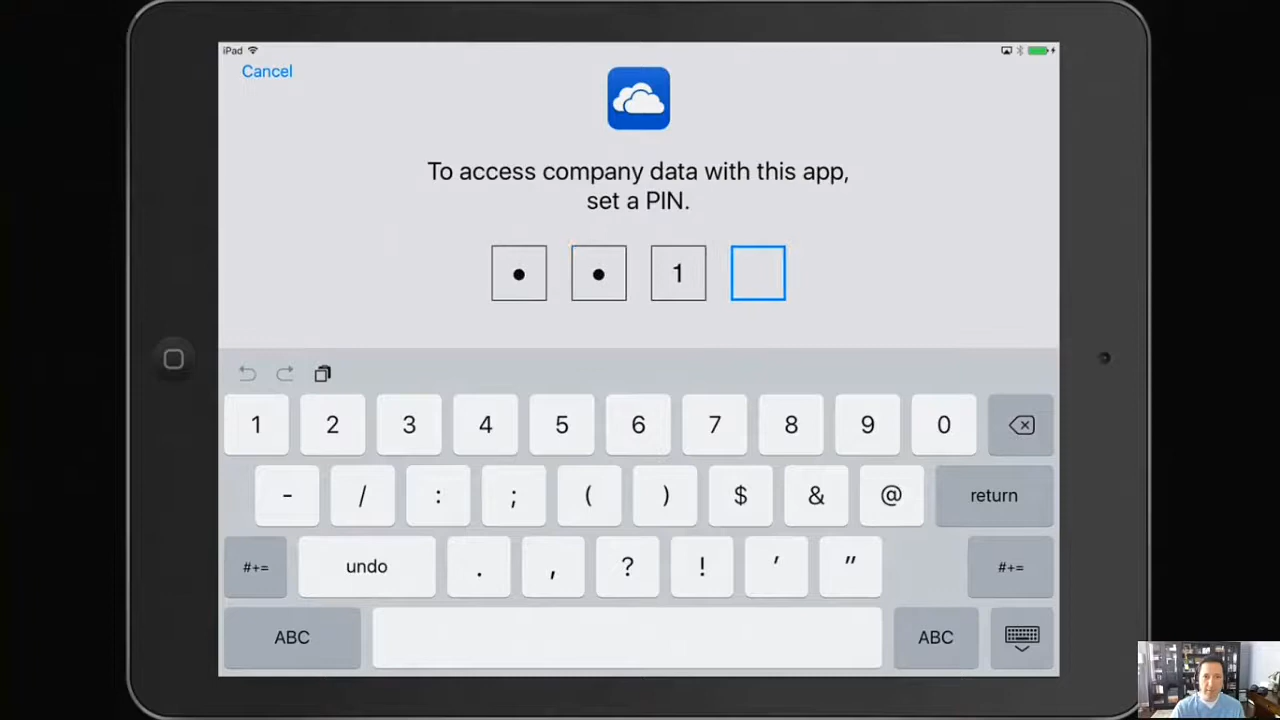 iPad
Cancel
To access company data with this app,
set a PIN.
1
1 2 3 4 5 6 7 8 9 0
- / : ; ( ) $ & @ return
#+= undo . , ? ! ' " #+=
ABC ABC